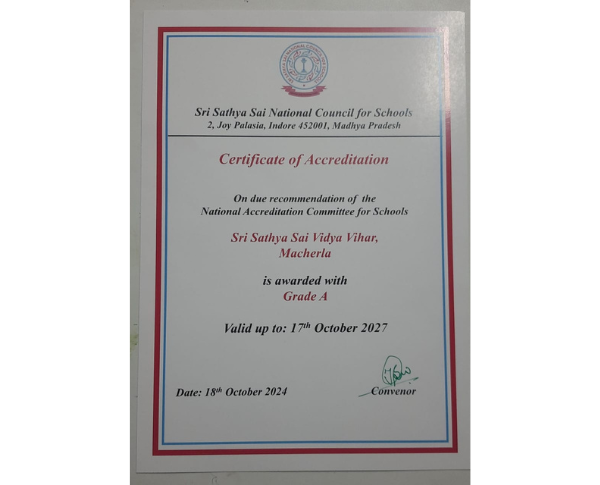 Sri Sathya Sai National Council for Schools
2, Joy Palasia, Indore 452001, Madhya Pradesh
Certificate of Accreditation
On due recommendation of the
National Accreditation Committee for Schools
Sri Sathya Sai Vidya Vihar,
Macherla
is awarded with
Grade A
Valid up to: 17th October 2027
Date: 18th October 2024
Convenor